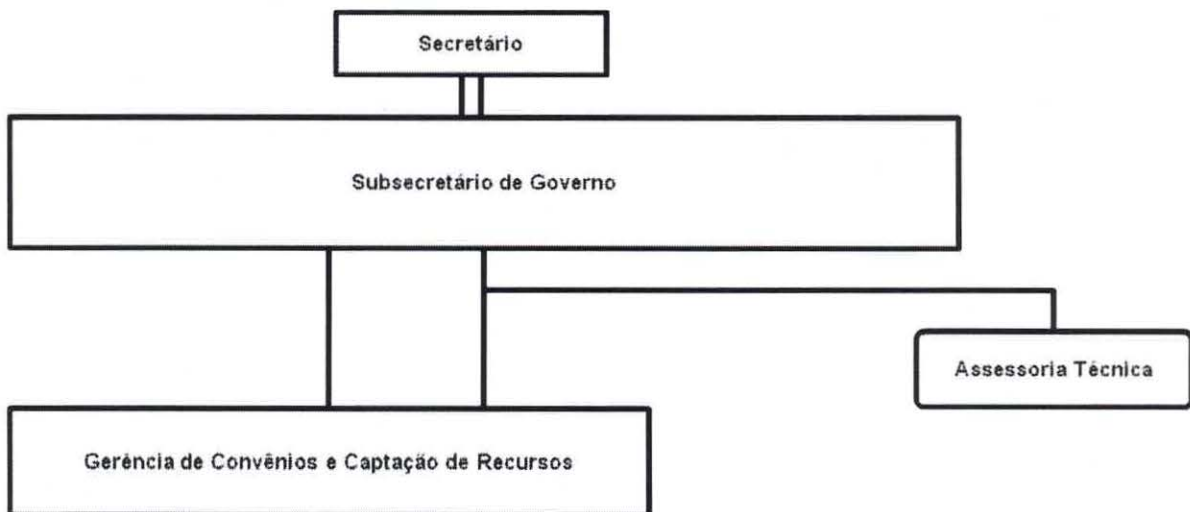 Secretário
Subsecretário de Governo
Assessoria Técnica
Gerência de Convênios e Captação de Recursos